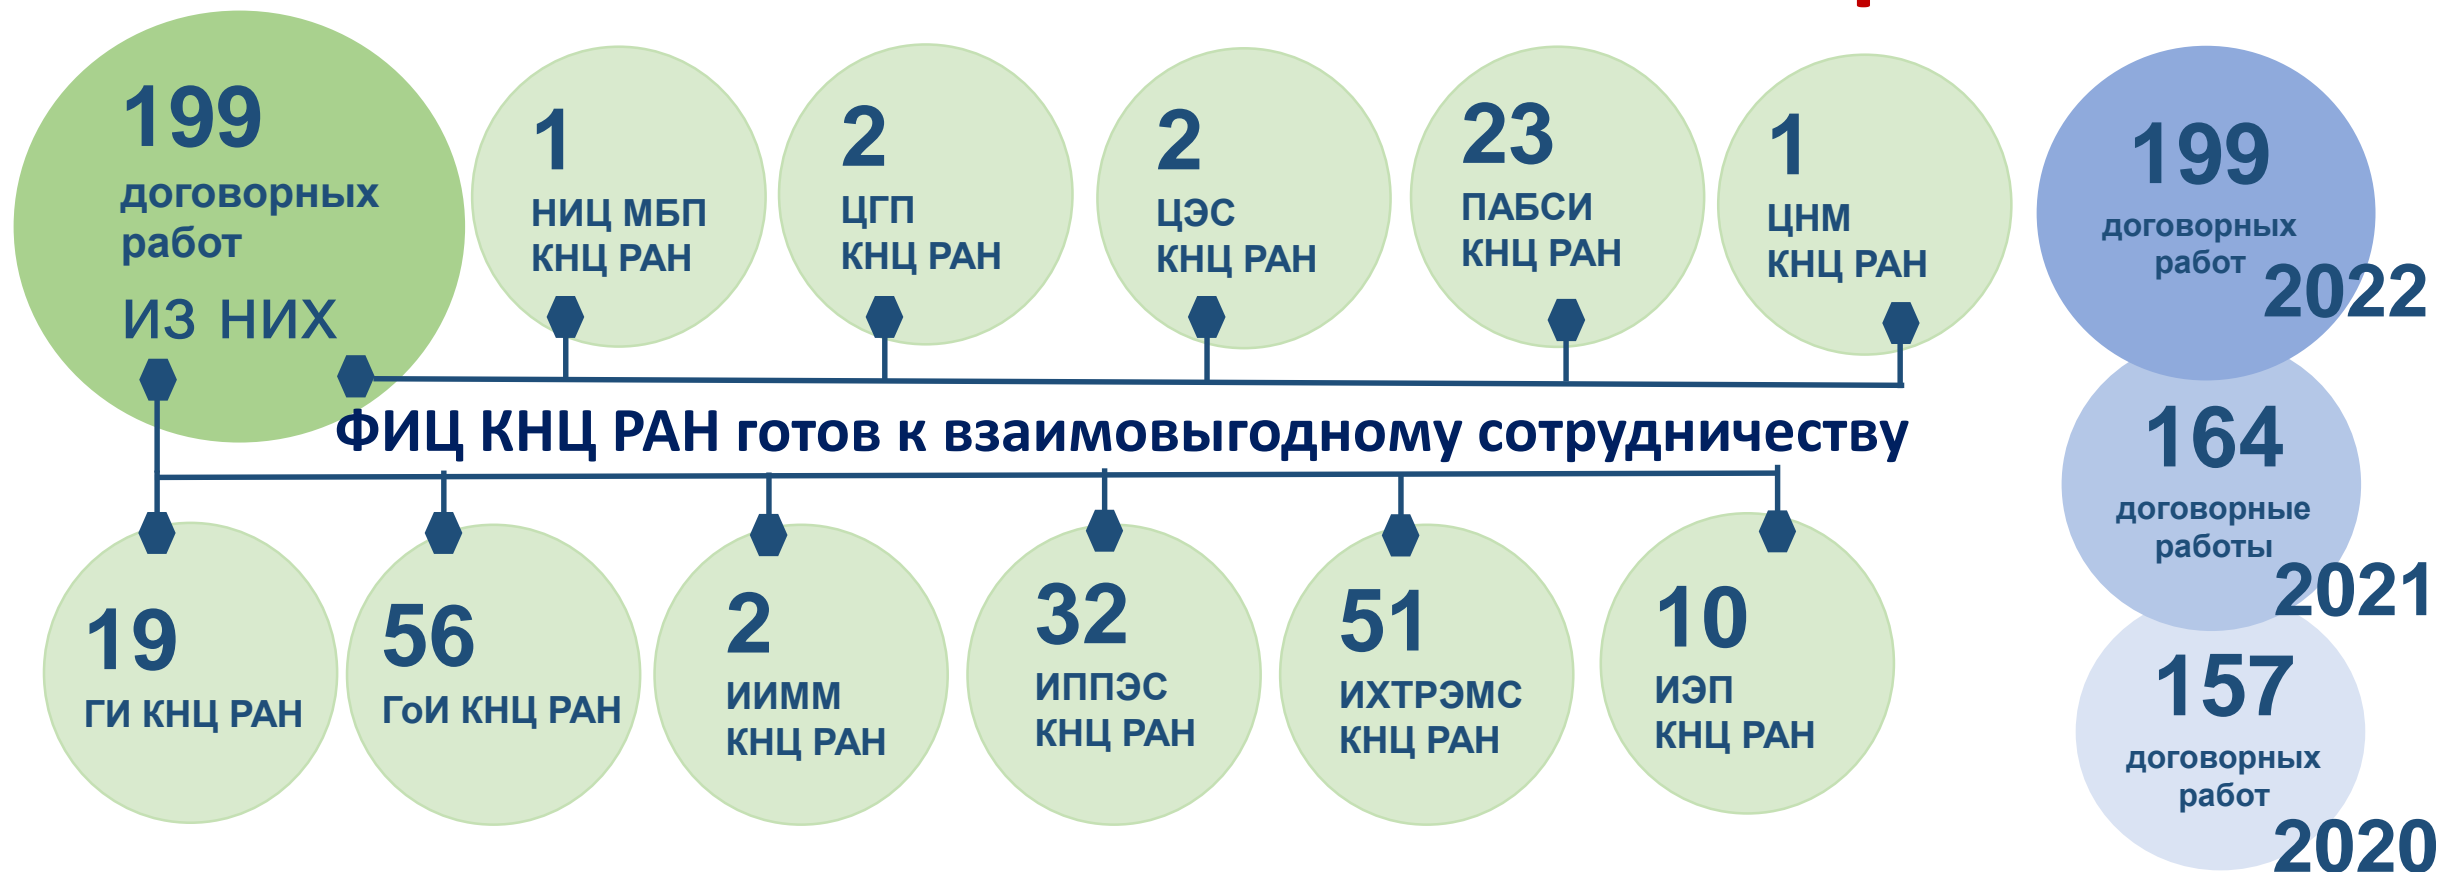 199
договорных
работ
из них
1
НИЦ МБП
КНЦ РАН
2
ЦГП
КНЦ РАН
2
ЦЭС
КНЦ РАН
23
ПАБСИ
КНЦ РАН
1
ЦНМ
КНЦ РАН
ФИЦ КНЦ РАН готов к взаимовыгодному сотрудничеству
19
ГИ КНЦ РАН
56
ГоИ КНЦ РАН
2
ИИММ
КНЦ РАН
32
ИППЭС
КНЦ РАН
51
ИХТРЭМС
КНЦ РАН
10
ИЭП
КНЦ РАН
199
договорных
работ
2022
164
договорные
работы
2021
157
договорных
работ
2020